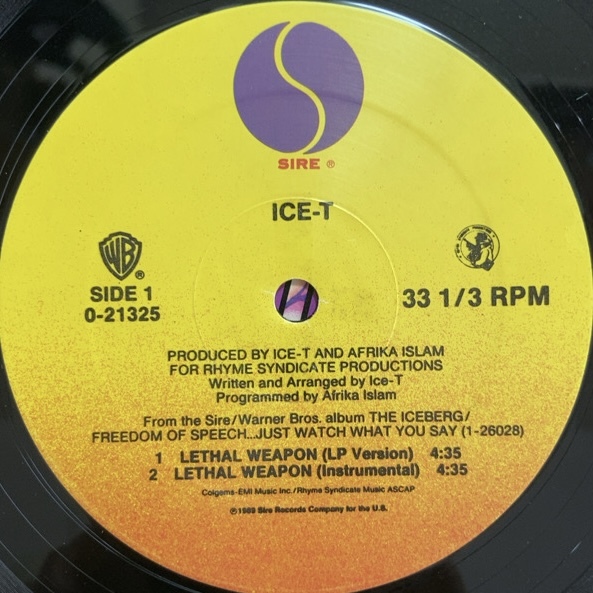 SIRE ®
ICE-T
WB ®
SIDE 1
0-21325
33 1/3 RPM
PRODUCED BY ICE-T AND AFRIKA ISLAM
FOR RHYME SYNDICATE PRODUCTIONS
Written and Arranged by Ice-T
Programmed by Afrika Islam
From the Sire/Warner Bros. album THE ICEBERG/
FREEDOM OF SPEECH...JUST WATCH WHAT YOU SAY (1-26028)
1 LETHAL WEAPON (LP Version) 4:35
2 LETHAL WEAPON (Instrumental) 4:35
Colgems-EMI Music Inc./Rhyme Syndicate Music ASCAP
℗1989 Sire Records Company for the U.S.